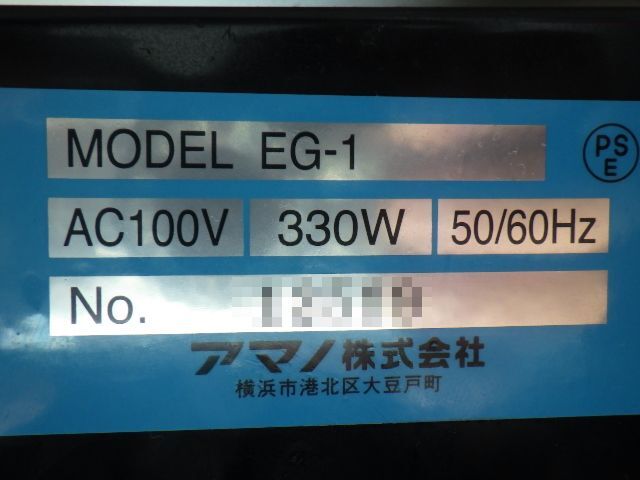 MODEL EG-1
PSE
AC100V 330W 50/60Hz
No.
アマノ株式会社
横浜市港北区大豆戸町